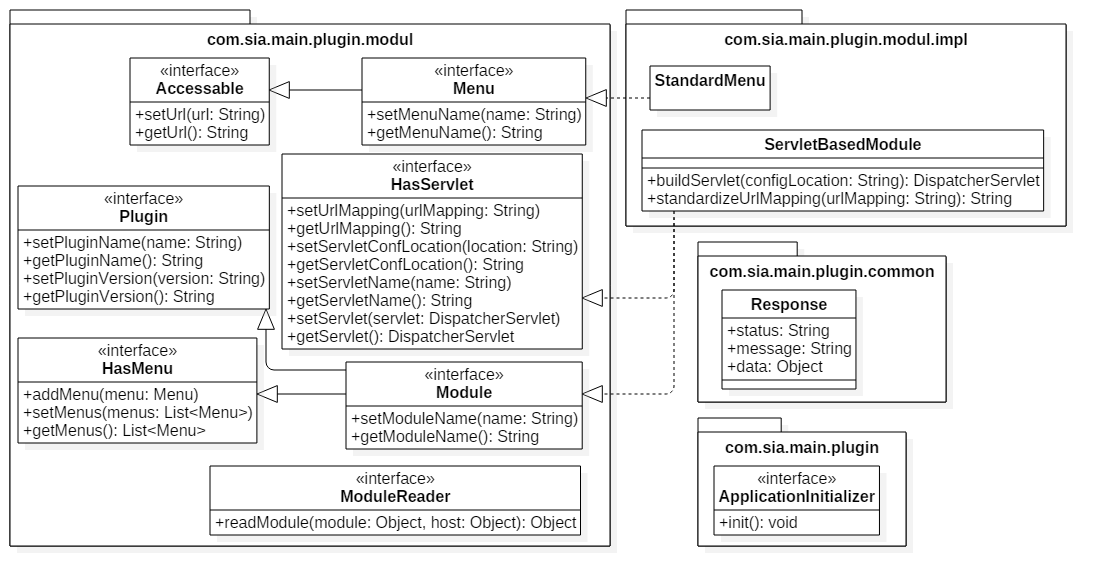 com.sia.main.plugin.modul
«interface»
Accessable
+setUrl(url: String)
+getUrl(): String
«interface»
Menu
+setMenuName(name: String)
+getMenuName(): String
«interface»
HasServlet
+setUrlMapping(urlMapping: String)
+getUrlMapping(): String
+setServletConfLocation(location: String)
+getServletConfLocation(): String
+setServletName(name: String)
+getServletName(): String
+setServlet(servlet: DispatcherServlet)
+getServlet(): DispatcherServlet
«interface»
Plugin
+setPluginName(name: String)
+getPluginName(): String
+setPluginVersion(version: String)
+getPluginVersion(): String
«interface»
HasMenu
+addMenu(menu: Menu)
+setMenus(menus: List<Menu>)
+getMenus(): List<Menu>
«interface»
Module
+setModuleName(name: String)
+getModuleName(): String
«interface»
ModuleReader
+readModule(module: Object, host: Object): Object
com.sia.main.plugin.modul.impl
StandardMenu
ServletBasedModule
+buildServlet(configLocation: String): DispatcherServlet
+standardizeUrlMapping(urlMapping: String): String
com.sia.main.plugin.common
Response
+status: String
+message: String
+data: Object
com.sia.main.plugin
«interface»
ApplicationInitializer
+init(): void